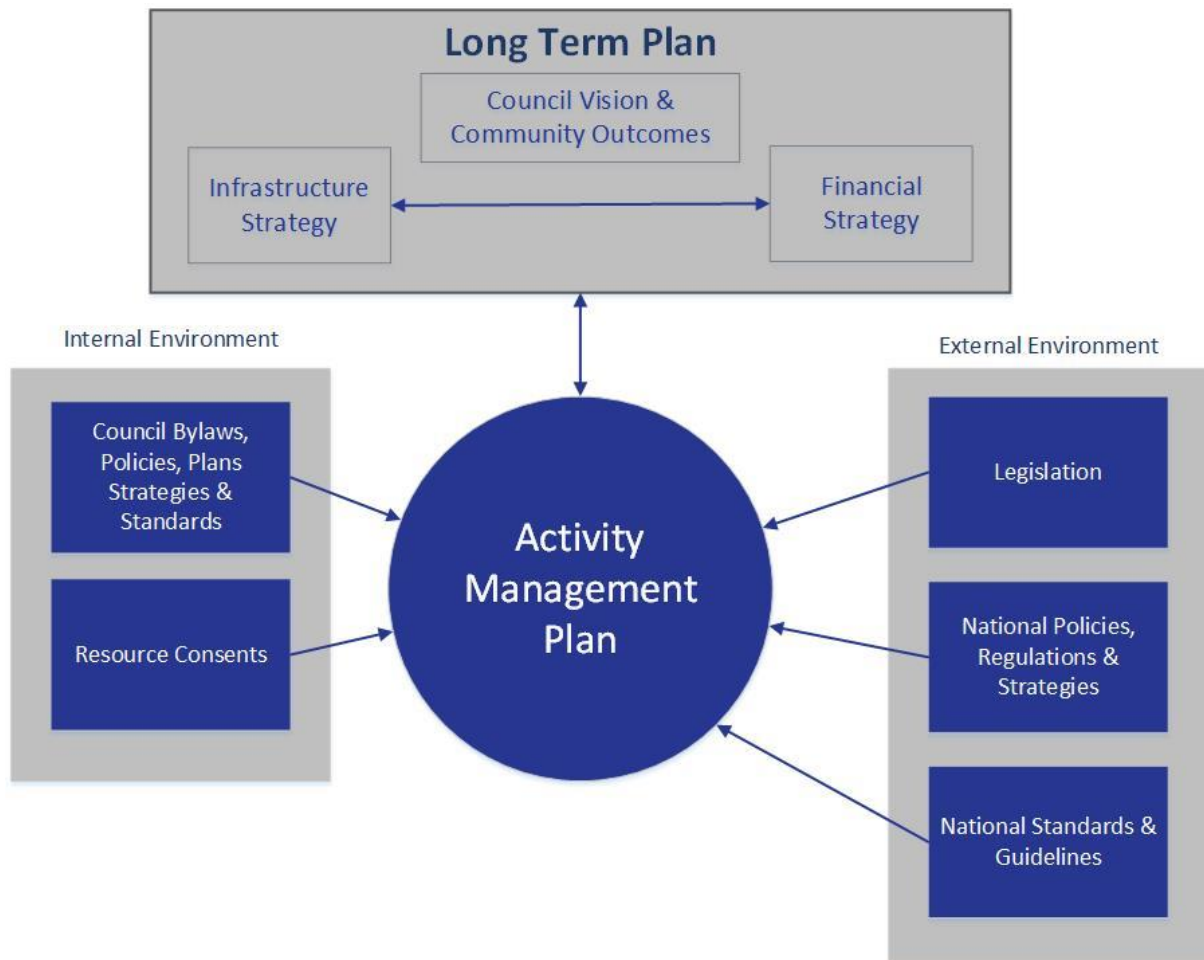 Long Term Plan
Council Vision &
Community Outcomes
Infrastructure
Strategy
Financial
Strategy
Internal Environment
External Environment
Council Bylaws,
Policies, Plans
Strategies &
Standards
Resource Consents
Activity
Management
Plan
Legislation
National Policies,
Regulations &
Strategies
National Standards &
Guidelines